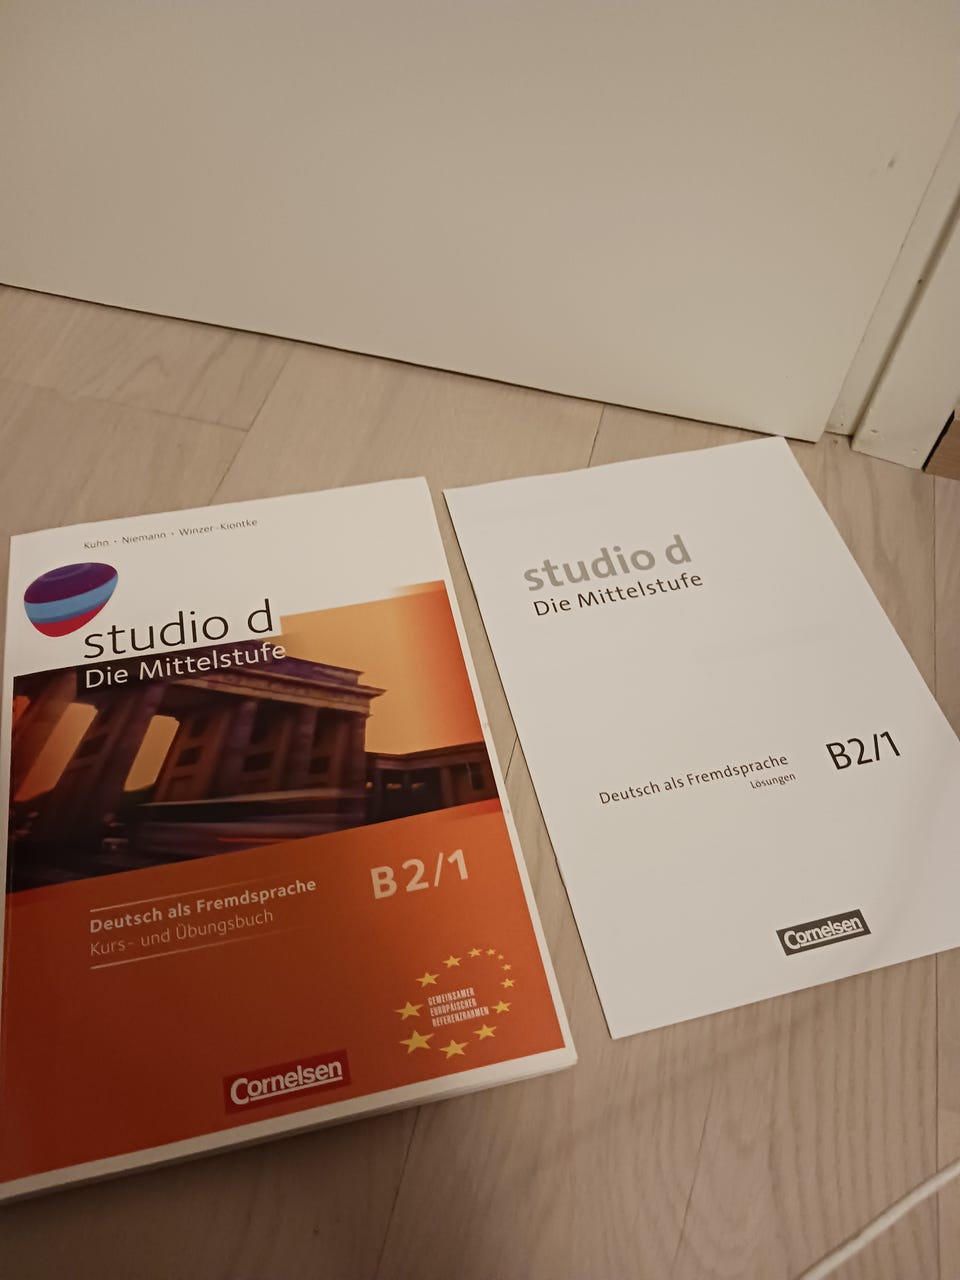 Kuhn · Niemann · Winzer-Kiontke
studio d
Die Mittelstufe
B2/1
Deutsch als Fremdsprache
Kurs- und Übungsbuch
GEMEINSAMER
EUROPÄISCHER
REFERENZRAHMEN
Cornelsen
studio d
Die Mittelstufe
B2/1
Deutsch als Fremdsprache
Lösungen
Cornelsen